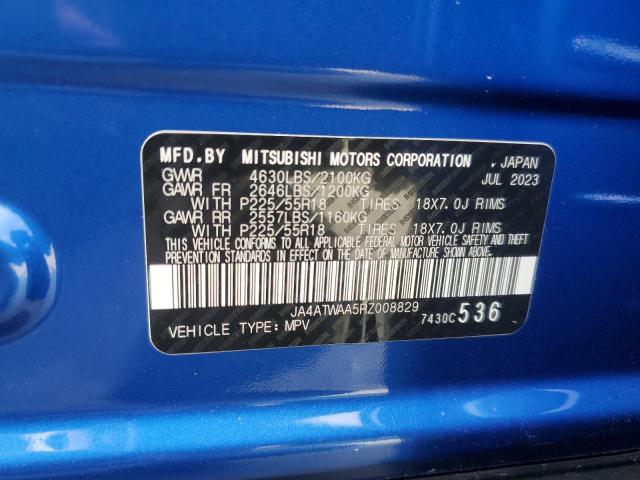 MFD.BY MITSUBISHI MOTORS CORPORATION , JAPAN
GVWR 4630LBS/2100KG JUL 2023
GAWR FR 2646LBS/1200KG
WITH P225/55R18 TIRES 18X7.0J RIMS
GAWR RR 2557LBS/1160KG
WITH P225/55R18 TIRES 18X7.0J RIMS
THIS VEHICLE CONFORMS TO ALL APPLICABLE FEDERAL MOTOR VEHICLE SAFETY, AND THEFT
PREVENTION STANDARDS IN EFFECT ON THE DATE OF MANUFACTURE SHOWN ABOVE.
JA4ATWAA5RZ008829
VEHICLE TYPE: MPV 7430C536